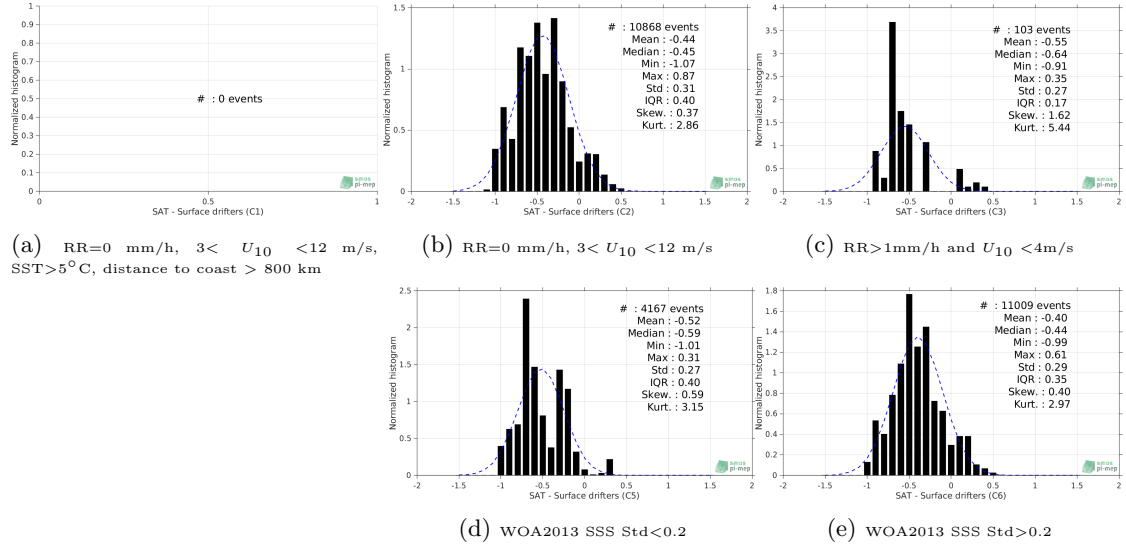 1
0.9
0.8
0.7
0.6
0.5
0.4
0.3
0.2
0.1
0
Normalized histogram
# : 0 events
0 0.5 1
SAT - Surface drifters (C1)
smos
pi-mep
(a) RR=0 mm/h, 3< U10 <12 m/s,
SST>5°C, distance to coast > 800 km
1.5
1
0.5
0
Normalized histogram
# : 10868 events
Mean : -0.44
Median : -0.45
Min : -1.07
Max : 0.87
Std : 0.31
IQR : 0.40
Skew. : 0.37
Kurt. : 2.86
-2 -1.5 -1 -0.5 0 0.5 1 1.5 2
SAT - Surface drifters (C2)
smos
pi-mep
(b) RR=0 mm/h, 3< U10 <12 m/s
4
3.5
3
2.5
2
1.5
1
0.5
0
Normalized histogram
# : 103 events
Mean : -0.55
Median : -0.64
Min : -0.91
Max : 0.35
Std : 0.27
IQR : 0.17
Skew. : 1.62
Kurt. : 5.44
-2 -1.5 -1 -0.5 0 0.5 1 1.5 2
SAT - Surface drifters (C3)
smos
pi-mep
(c) RR>1mm/h and U10 <4m/s
2.5
2
1.5
1
0.5
0
Normalized histogram
# : 4167 events
Mean : -0.52
Median : -0.59
Min : -1.01
Max : 0.31
Std : 0.27
IQR : 0.40
Skew. : 0.59
Kurt. : 3.15
-2 -1.5 -1 -0.5 0 0.5 1 1.5 2
SAT - Surface drifters (C5)
smos
pi-mep
(d) WOA2013 SSS Std<0.2
1.8
1.6
1.4
1.2
1
0.8
0.6
0.4
0.2
0
Normalized histogram
# : 11009 events
Mean : -0.40
Median : -0.44
Min : -0.99
Max : 0.61
Std : 0.29
IQR : 0.35
Skew. : 0.40
Kurt. : 2.97
-2 -1.5 -1 -0.5 0 0.5 1 1.5 2
SAT - Surface drifters (C6)
smos
pi-mep
(e) WOA2013 SSS Std>0.2